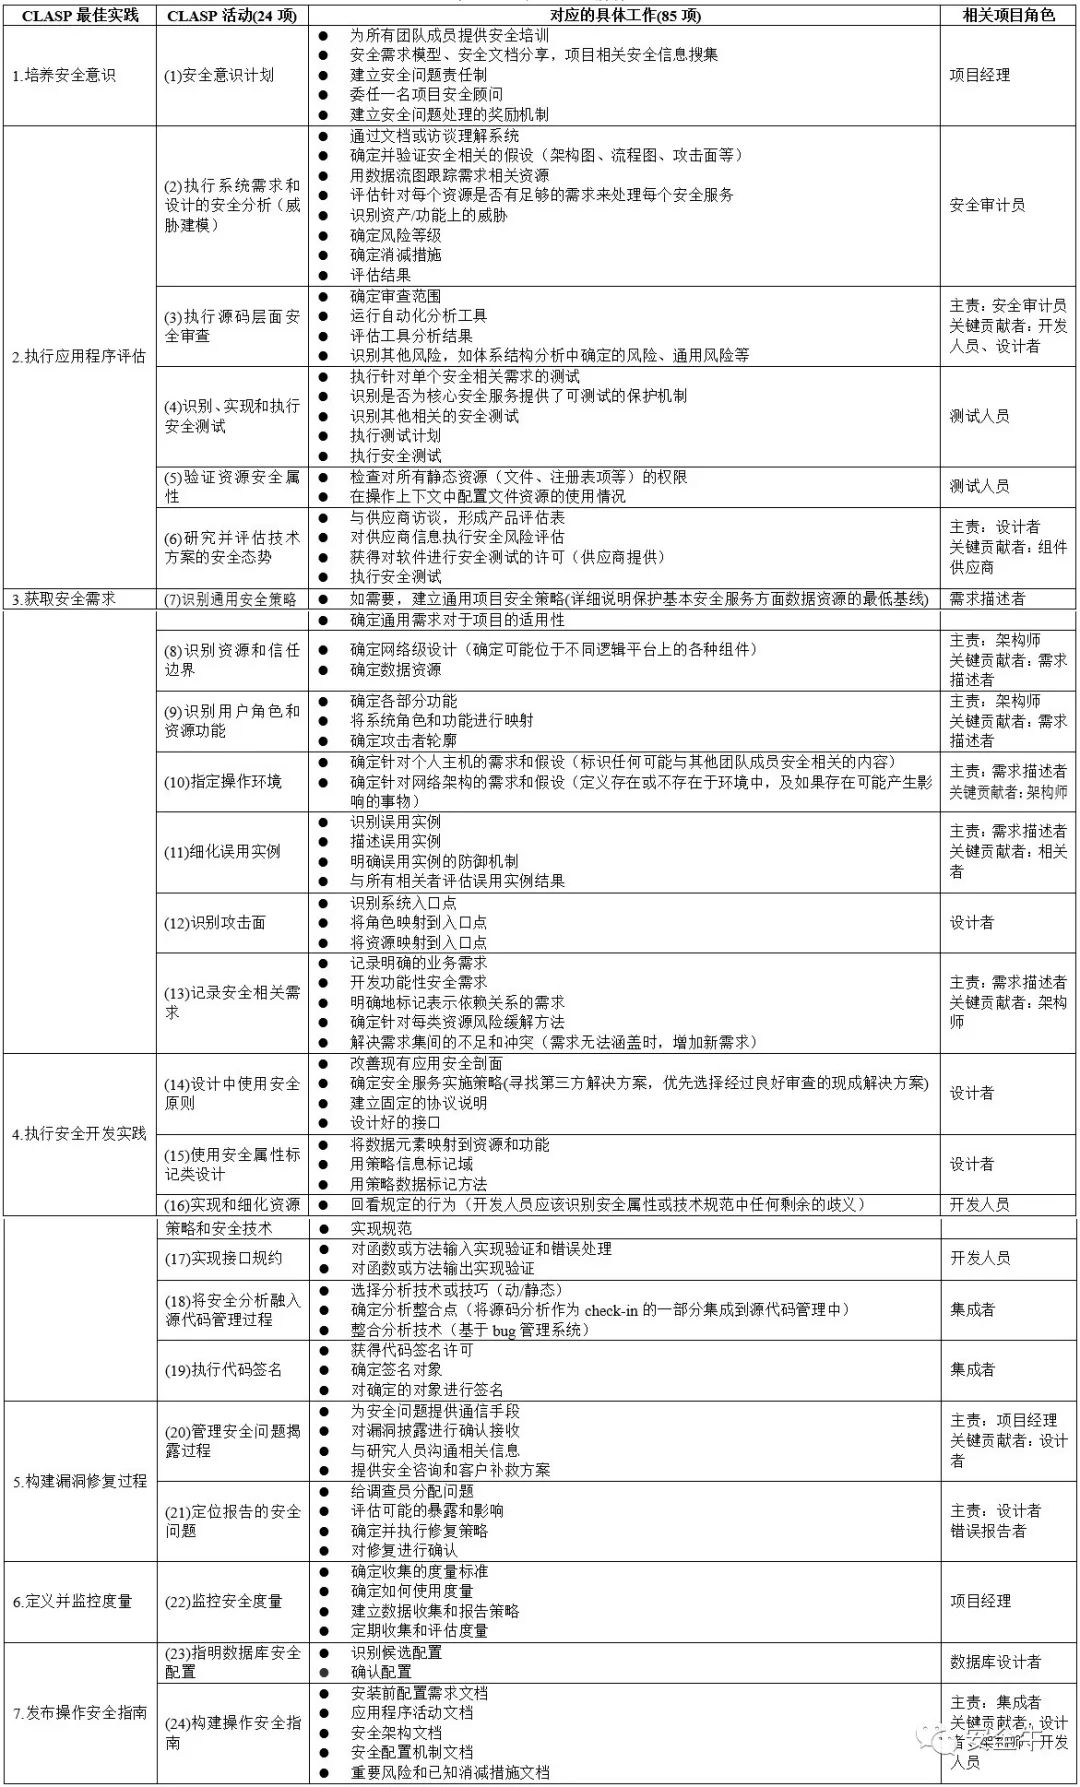 CLASP 最佳实践 CLASP 活动(24 项) 对应的具体工作(85 项) 相关项目角色
1.培养安全意识
(1)安全意识计划
● 为所有团队成员提供安全培训
● 安全需求模型、安全文档分享，项目相关安全信息搜集
● 建立安全问题责任制
● 委任一名项目安全顾问
● 建立安全问题处理的奖励机制
项目经理
2.执行应用程序评估
(2)执行系统需求和
设计的安全分析（威
胁建模）
● 通过文档或访谈理解系统
● 确定并验证安全相关的假设（架构图、流程图、攻击面等）
● 用数据流图跟踪需求相关资源
● 评估针对每个资源是否有足够的需求来处理每个安全服务
● 识别资产/功能上的威胁
● 确定风险等级
● 确定消减措施
● 评估结果
安全审计员
(3)执行源码层面安
全审查
● 确定审查范围
● 运行自动化分析工具
● 评估工具分析结果
● 识别其他风险，如体系结构分析中确定的风险、通用风险等
主责：安全审计员
关键贡献者：开发
人员、设计者
(4)识别、实现和执行
安全测试
● 执行针对单个安全相关需求的测试
● 识别是否为核心安全服务提供了可测试的保护机制
● 识别其他相关的安全测试
● 执行测试计划
● 执行安全测试
测试人员
(5)验证资源安全属
性
● 检查对所有静态资源（文件、注册表项等）的权限
● 在操作上下文中配置文件资源的使用情况
测试人员
(6)研究并评估技术
方案的安全态势
● 与供应商访谈，形成产品评估表
● 对供应商信息执行安全风险评估
● 获得对软件进行安全测试的许可（供应商提供）
● 执行安全测试
主责：设计者
关键贡献者：组件
供应商
3.获取安全需求
(7)识别通用安全策略
● 如需要，建立通用项目安全策略(详细说明保护基本安全服务方面数据资源的最低基线)
需求描述者
● 确定通用需求对于项目的适用性
(8)识别资源和信任
边界
● 确定网络级设计（确定可能位于不同逻辑平台上的各种组件）
● 确定数据资源
主责：架构师
关键贡献者：需求
描述者
(9)识别用户角色和
资源功能
● 确定各部分功能
● 将系统角色和功能进行映射
● 确定攻击者轮廓
主责：架构师
关键贡献者：需求
描述者
(10)指定操作环境
● 确定针对个人主机的需求和假设（标识任何可能与其他团队成员安全相关的内容）
● 确定针对网络架构的需求和假设（定义存在或不存在于环境中，及如果存在可能产生影
响的事物）
主责：需求描述者
关键贡献者：架构师
(11)细化误用实例
● 识别误用实例
● 描述误用实例
● 明确误用实例的防御机制
● 与所有相关者评估误用实例结果
主责：需求描述者
关键贡献者：相关
者
(12)识别攻击面
● 识别系统入口点
● 将角色映射到入口点
● 将资源映射到入口点
设计者
(13)记录安全相关需
求
● 记录明确的业务需求
● 开发功能性安全需求
● 明确地标记表示依赖关系的需求
● 确定针对每类资源风险缓解方法
● 解决需求集间的不足和冲突（需求无法涵盖时，增加新需求）
主责：需求描述者
关键贡献者：架构
师
4.执行安全开发实践
(14)设计中使用安全
原则
● 改善现有应用安全剖面
● 确定安全服务实施策略(寻找第三方解决方案，优先选择经过良好审查的现成解决方案)
● 建立固定的协议说明
● 设计好的接口
设计者
(15)使用安全属性标
记类设计
● 将数据元素映射到资源和功能
● 用策略信息标记域
● 用策略数据标记方法
设计者
(16)实现和细化资源
● 回看规定的行为（开发人员应该识别安全属性或技术规范中任何剩余的歧义）
开发人员
策略和安全技术
● 实现规范
(17)实现接口规约
● 对函数或方法输入实现验证和错误处理
● 对函数或方法输出实现验证
开发人员
(18)将安全分析融入
源代码管理过程
● 选择分析技术或技巧（动/静态）
● 确定分析整合点（将源码分析作为 check-in 的一部分集成到源代码管理中）
● 整合分析技术（基于 bug 管理系统）
集成者
(19)执行代码签名
● 获得代码签名许可
● 确定签名对象
● 对确定的对象进行签名
集成者
5.构建漏洞修复过程
(20)管理安全问题揭
露过程
● 为安全问题提供通信手段
● 对漏洞披露进行确认接收
● 与研究人员沟通相关信息
● 提供安全咨询和客户补救方案
主责：项目经理
关键贡献者：设计
者
(21)定位报告的安全
问题
● 给调查员分配问题
● 评估可能的暴露和影响
● 确定并执行修复策略
● 对修复进行确认
主责：设计者
错误报告者
6.定义并监控度量
(22)监控安全度量
● 确定收集的度量标准
● 确定如何使用度量
● 建立数据收集和报告策略
● 定期收集和评估度量
项目经理
7.发布操作安全指南
(23)指明数据库安全
配置
● 识别候选配置
● 确认配置
数据库设计者
(24)构建操作安全指
南
● 安装前配置需求文档
● 应用程序活动文档
● 安全架构文档
● 安全配置机制文档
● 重要风险和已知消减措施文档
主责：集成者
关键贡献者：设计
者、架构师、开发
人员
安全牛